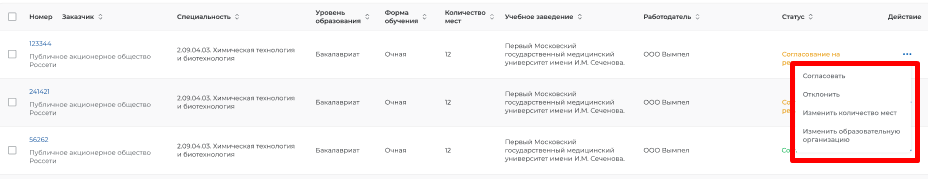 Номер Заказчик Специальность Уровень образования Форма обучения Количество мест Учебное заведение Работодатель Статус Действие
123344
Публичное акционерное общество
Россети
2.09.04.03. Химическая технология
и биотехнология
Бакалавриат
Очная
12
Первый Московский
государственный медицинский
университет имени И.М. Сеченова.
ООО Вымпел
Согласование на
241421
Публичное акционерное общество
Россети
2.09.04.03. Химическая технология
и биотехнология
Бакалавриат
Очная
12
Первый Московский
государственный медицинский
университет имени И.М. Сеченова.
ООО Вымпел
56262
Публичное акционерное общество
Россети
2.09.04.03. Химическая технология
и биотехнология
Бакалавриат
Очная
12
Первый Московский
государственный медицинский
университет имени И.М. Сеченова.
ООО Вымпел
Согласовать
Отклонить
Изменить количество мест
Изменить образовательную
организацию